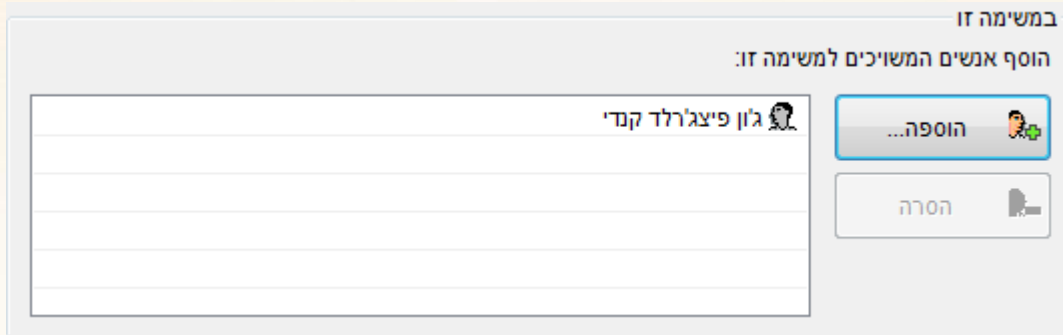 במשימה זו
הוסף אנשים המשויכים למשימה זו:
הוספה...
ג'ון פיצג'רלד קנדי
הסרה